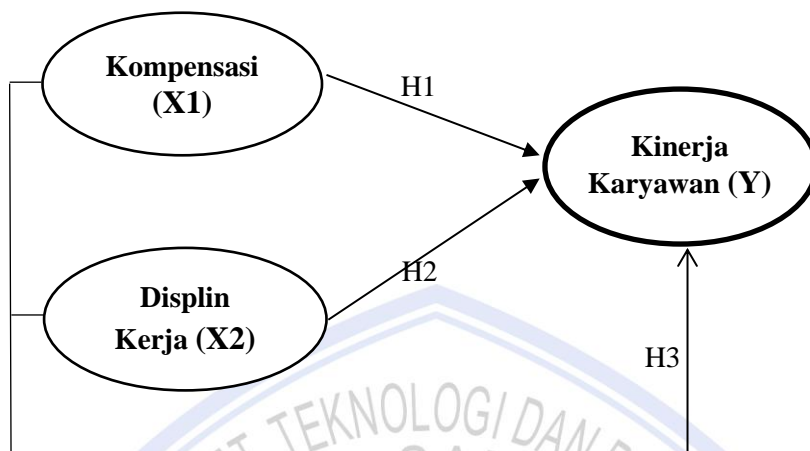 Kompensasi
(X1)
H1
Kinerja
Karyawan (Y)
H2
Displin
Kerja (X2)
H3
TEKNOLOGI DAN